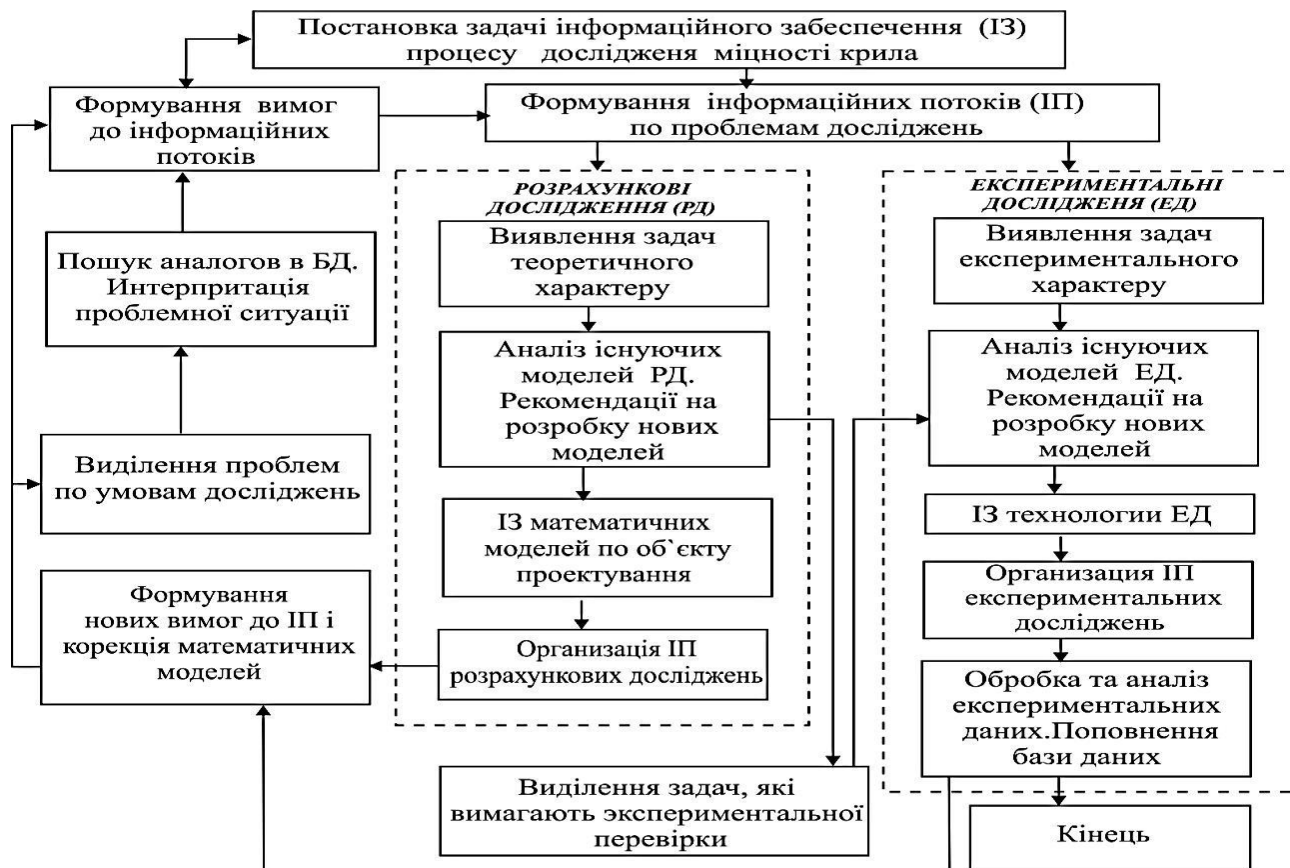 Постановка задачі інформаційного забеспечення (ІЗ)
процесу дослідженя міцності крила
Формування вимог
до інформаційних
потоків
Формування інформаційних потоків (ІП)
по проблемам досліджень
Пошук аналогов в БД.
Интерпритація
проблемної ситуації
Виділення проблем
по умовам досліджень
Формування
нових вимог до ІП і
корекція математичних
моделей
РОЗРАХУНКОВІ
ДОСЛІДЖЕННЯ (РД)
Виявлення задач
теоретичного
характеру
Аналіз існуючих
моделей РД.
Рекомендації на
розробку нових
моделей
ІЗ математичних
моделей по об`єкту
проектування
Организація ІП
розрахункових досліджень
Виділення задач, які
вимагають экспериментальної
перевірки
ЕКСПЕРИМЕНТАЛЬНІ
ДОСЛІДЖЕНЯ (ЕД)
Виявлення задач
експериментального
характеру
Аналіз існуючих
моделей ЕД.
Рекомендації на
розробку нових
моделей
ІЗ технологии ЕД
Организация ІП
експериментальних
досліджень
Обробка та аналіз
експериментальних
даних.Поповнення
бази даних
Кінець